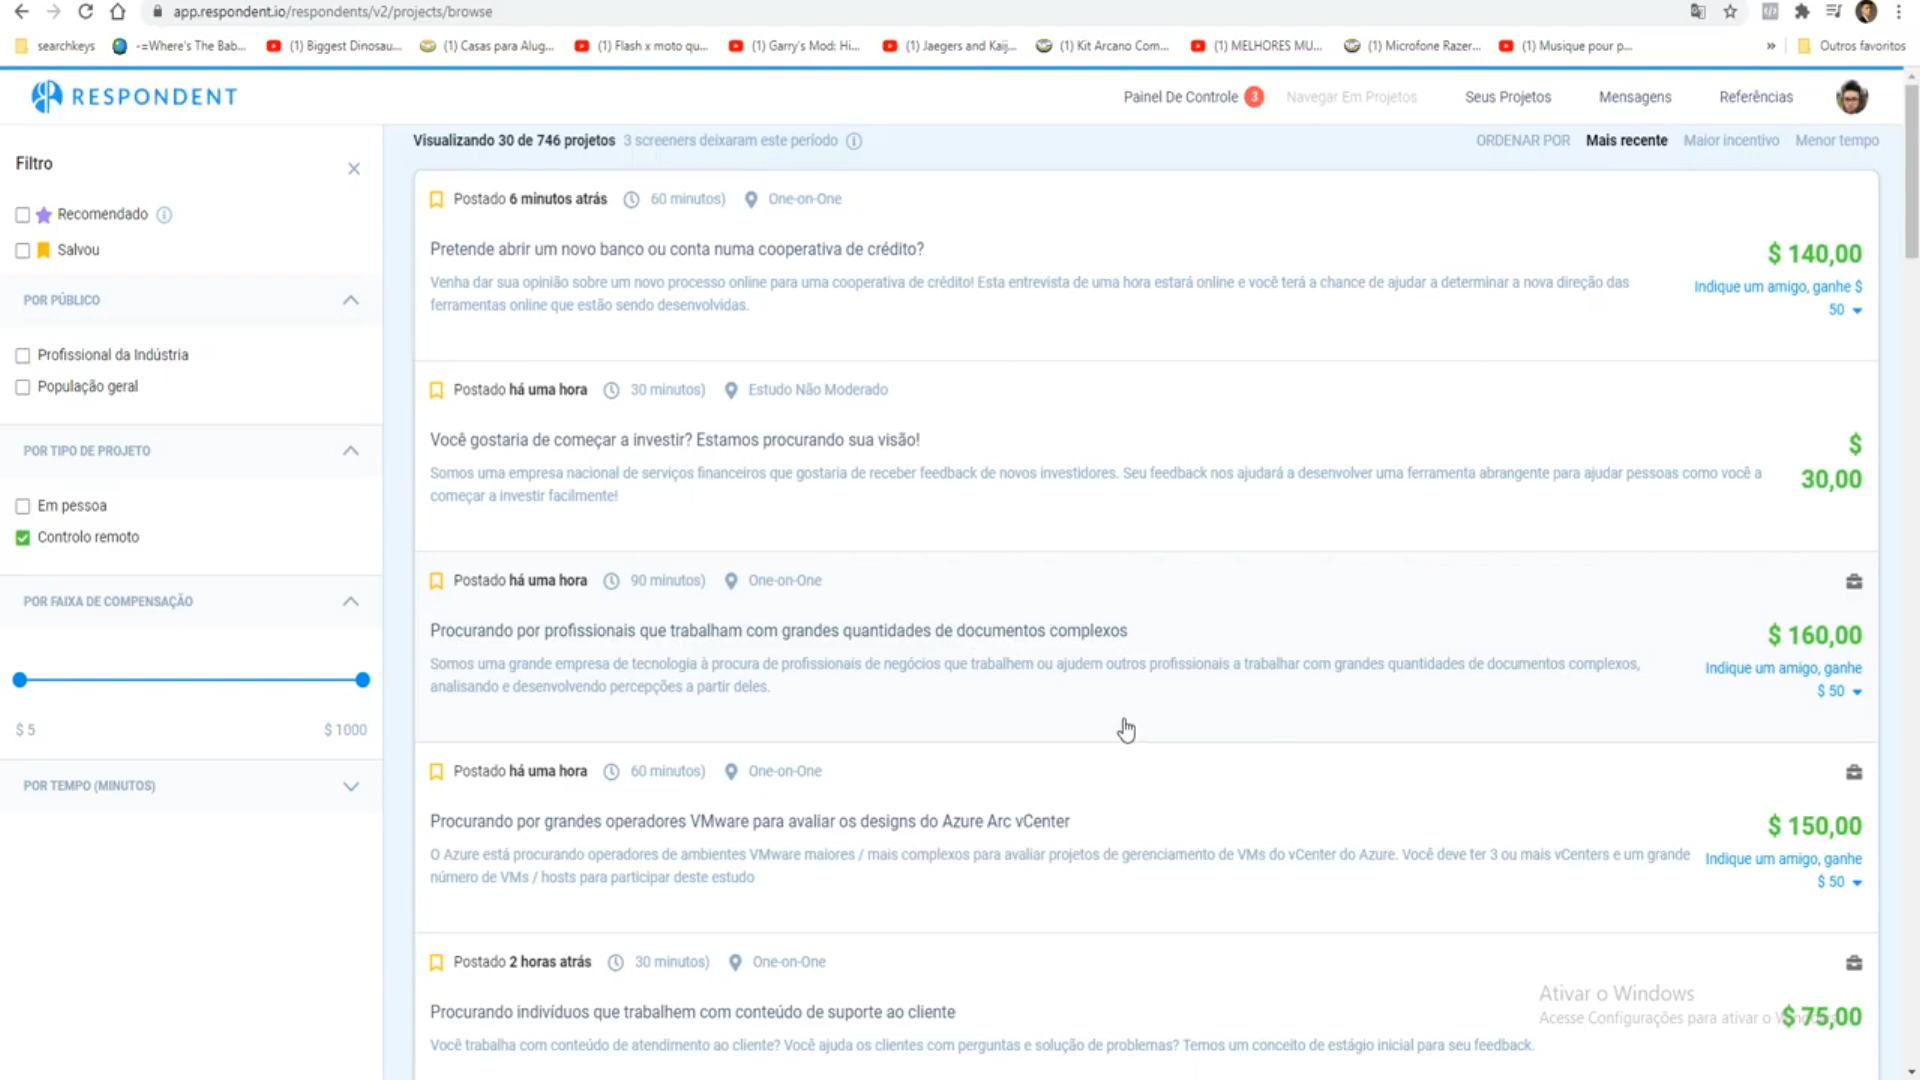 app.respondent.io/respondents/v2/projects/browse
searchkeys
-=Where's The Bab...
(1) Biggest Dinosau...
(1) Casas para Alug...
(1) Flash x moto qu...
(1) Garry's Mod: Hi...
(1) Jaegers and Kaij...
(1) Kit Arcano Com...
(1) MELHORES MU...
(1) Microfone Razer...
(1) Musique pour p...
»
Outros favoritos
RESPONDENT
Painel De Controle 3
Navegar Em Projetos
Seus Projetos
Mensagens
Referências
Filtro
Recomendado
Salvou
POR PÚBLICO
Profissional da Indústria
População geral
POR TIPO DE PROJETO
Em pessoa
Controlo remoto
POR FAIXA DE COMPENSAÇÃO
$ 5
$ 1000
POR TEMPO (MINUTOS)
Visualizando 30 de 746 projetos 3 screeners deixaram este período
ORDENAR POR Mais recente Maior incentivo Menor tempo
Postado 6 minutos atrás 60 minutos) One-on-One
Pretende abrir um novo banco ou conta numa cooperativa de crédito?
Venha dar sua opinião sobre um novo processo online para uma cooperativa de crédito! Esta entrevista de uma hora estará online e você terá a chance de ajudar a determinar a nova direção das
ferramentas online que estão sendo desenvolvidas.
$ 140,00
Indique um amigo, ganhe $
50
Postado há uma hora 30 minutos) Estudo Não Moderado
Você gostaria de começar a investir? Estamos procurando sua visão!
Somos uma empresa nacional de serviços financeiros que gostaria de receber feedback de novos investidores. Seu feedback nos ajudará a desenvolver uma ferramenta abrangente para ajudar pessoas como você a
começar a investir facilmente!
$
30,00
Postado há uma hora 90 minutos) One-on-One
Procurando por profissionais que trabalham com grandes quantidades de documentos complexos
Somos uma grande empresa de tecnologia à procura de profissionais de negócios que trabalhem ou ajudem outros profissionais a trabalhar com grandes quantidades de documentos complexos,
analisando e desenvolvendo percepções a partir deles.
$ 160,00
Indique um amigo, ganhe
$ 50
Postado há uma hora 60 minutos) One-on-One
Procurando por grandes operadores VMware para avaliar os designs do Azure Arc vCenter
O Azure está procurando operadores de ambientes VMware maiores / mais complexos para avaliar projetos de gerenciamento de VMs do vCenter do Azure. Você deve ter 3 ou mais vCenters e um grande
número de VMs / hosts para participar deste estudo
$ 150,00
Indique um amigo, ganhe
$ 50
Postado 2 horas atrás 30 minutos) One-on-One
Procurando indivíduos que trabalhem com conteúdo de suporte ao cliente
Você trabalha com conteúdo de atendimento ao cliente? Você ajuda os clientes com perguntas e solução de problemas? Temos um conceito de estágio inicial para seu feedback.
$ 75,00
Ativar o Windows
Acesse Configurações para ativar o